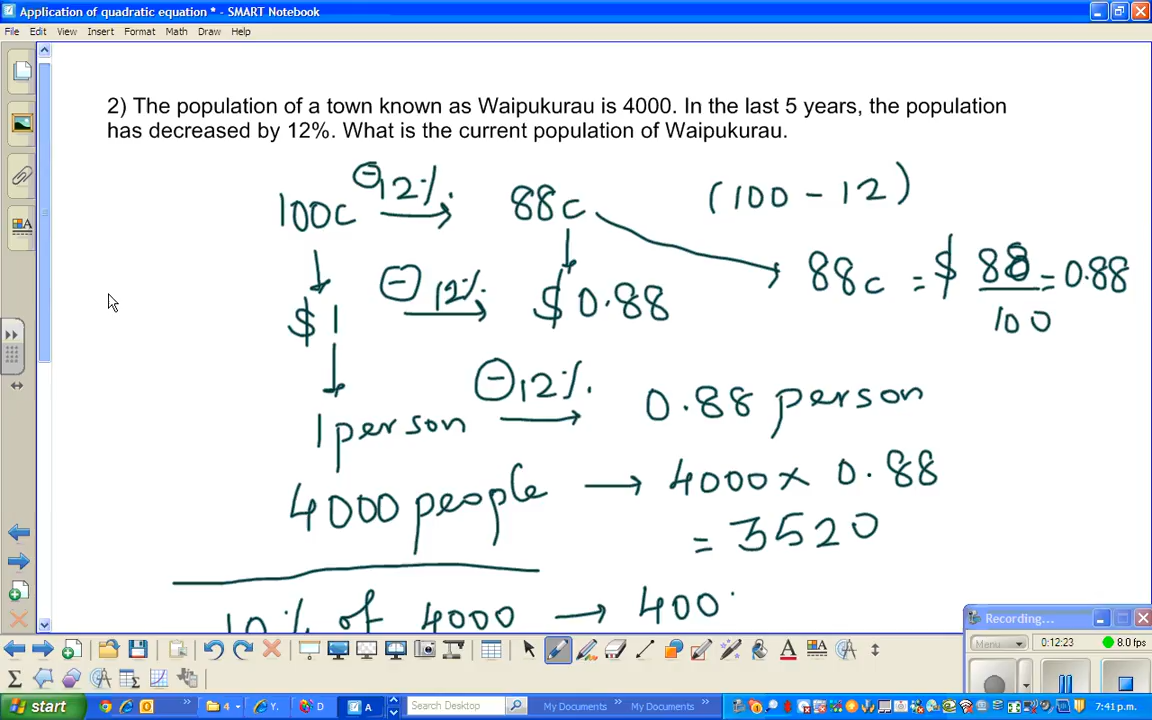 Application of quadratic equation * - SMART Notebook
File Edit View Insert Format Math Draw Help
2) The population of a town known as Waipukurau is 4000. In the last 5 years, the population
has decreased by 12%. What is the current population of Waipukurau.
100c ⊖12% → 88c (100 - 12)
88c = $ 88/100 = 0.88
$ 1 ⊖12% → $ 0.88
1 person ⊖12% → 0.88 person
4000 people → 4000 x 0.88
= 3520
10% of 4000 → 400
Recording...
Menu 0:12:23 8.0 fps
start 4 Y. D A Search Desktop My Documents My Documents 7:41 p.m.